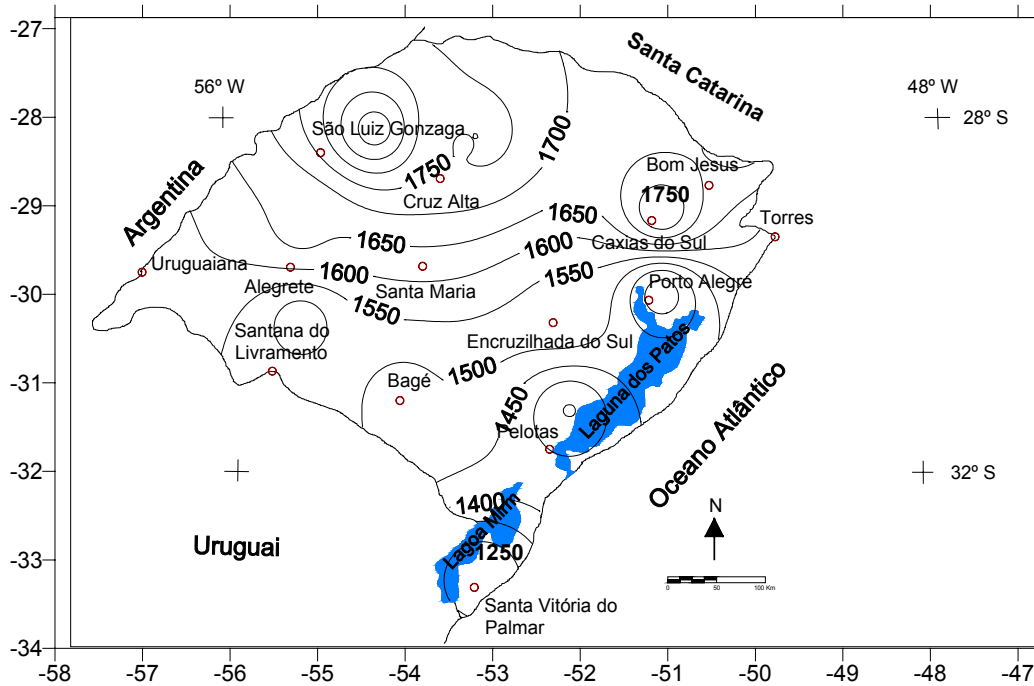 -27
Santa Catarina
56º W
48º W
-28
28º S
São Luiz Gonzaga
1700
Bom Jesus
1750
1750
Cruz Alta
-29
Argentina
1650
1650
Torres
Caxias do Sul
1600
Uruguaiana
1600
1550
Porto Alegre
Alegrete
Santa Maria
-30
1550
Santana do
Livramento
Encruzilhada do Sul
1500
Bagé
-31
1450
Laguna dos Patos
Oceano Atlântico
Pelotas
-32
32º S
1400
N
Lagoa Mirim
Uruguai
1250
-33
0
50
100 Km
Santa Vitória do
Palmar
-34
-58 -57 -56 -55 -54 -53 -52 -51 -50 -49 -48 -47